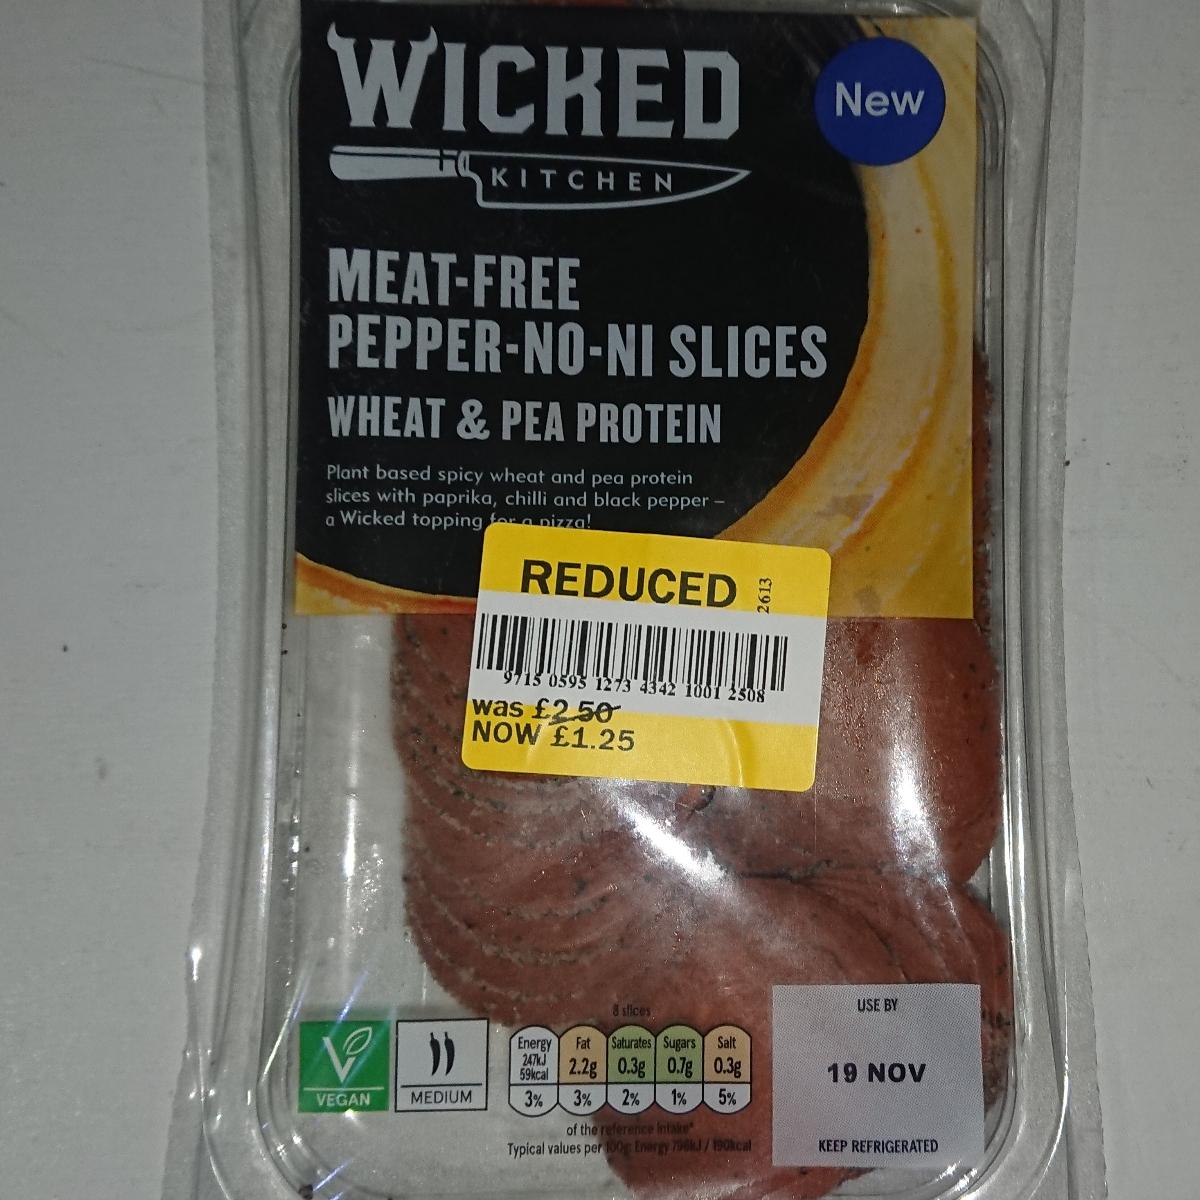 WICKED
KITCHEN
New
MEAT-FREE
PEPPER-NO-NI SLICES
WHEAT & PEA PROTEIN
Plant based spicy wheat and pea protein
slices with paprika, chilli and black pepper –
a Wicked topping for a pizza!
REDUCED
2613
9715 0595 1273 4342 1001 2508
was £2.50
NOW £1.25
VEGAN
MEDIUM
8 slices
Energy 247kJ 59kcal 3%
Fat 2.2g 3%
Saturates 0.3g 2%
Sugars 0.7g 1%
Salt 0.3g 5%
of the reference intake*
Typical values per 100g: Energy 798kJ / 190kcal
USE BY
19 NOV
KEEP REFRIGERATED